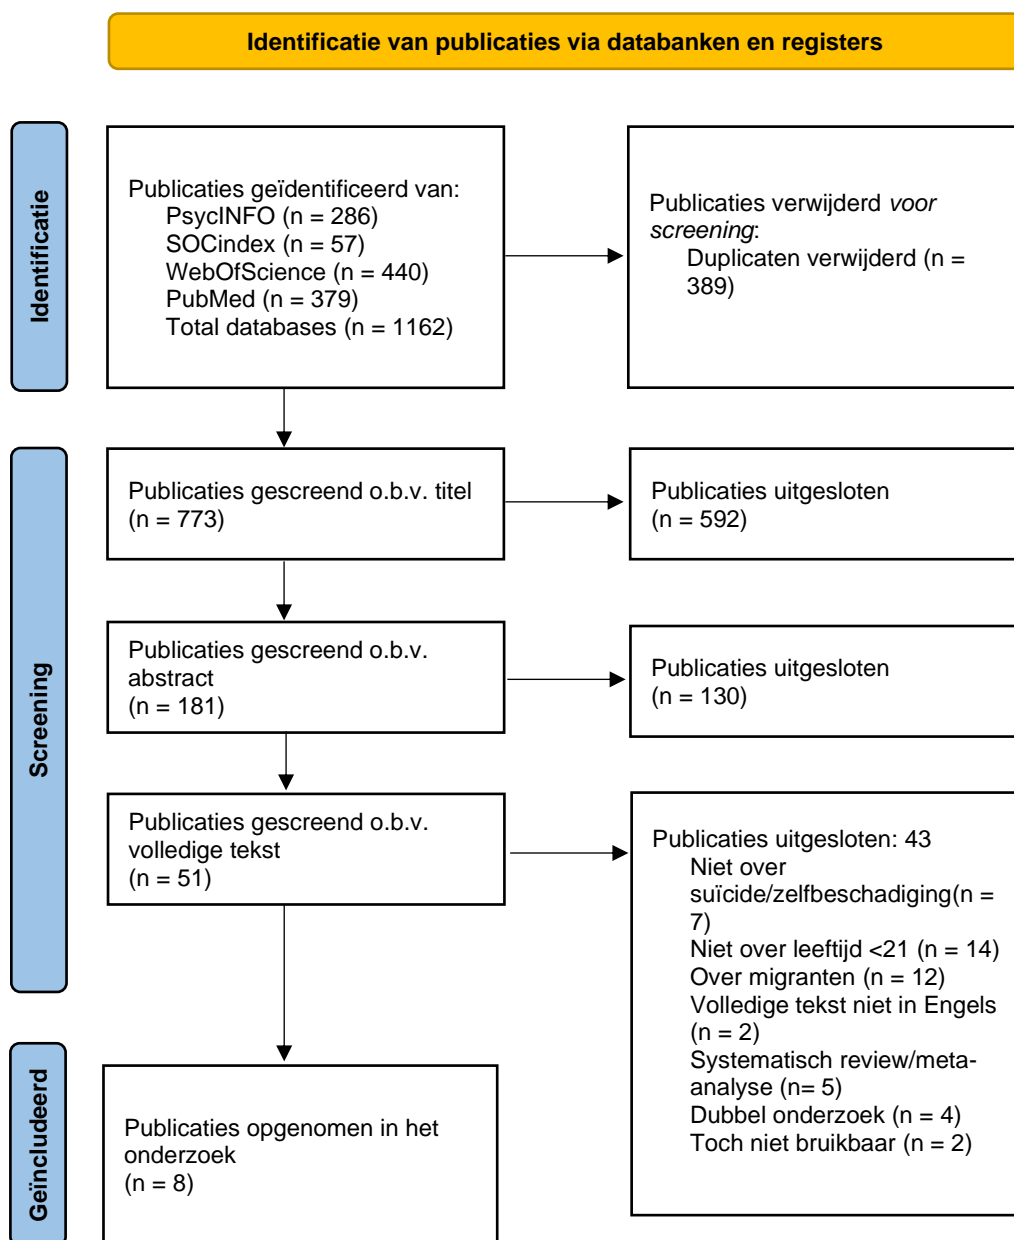 Identificatie van publicaties via databanken en registers
Identificatie
Publicaties geïdentificeerd van:
PsycINFO (n = 286)
SOCindex (n = 57)
WebOfScience (n = 440)
PubMed (n = 379)
Total databases (n = 1162)
Publicaties verwijderd voor
screening:
Duplicaten verwijderd (n =
389)
Screening
Publicaties gescreend o.b.v. titel
(n = 773)
Publicaties uitgesloten
(n = 592)
Publicaties gescreend o.b.v.
abstract
(n = 181)
Publicaties uitgesloten
(n = 130)
Publicaties gescreend o.b.v.
volledige tekst
(n = 51)
Publicaties uitgesloten: 43
Niet over
suïcide/zelfbeschadiging(n =
7)
Niet over leeftijd <21 (n = 14)
Over migranten (n = 12)
Volledige tekst niet in Engels
(n = 2)
Systematisch review/meta-
analyse (n= 5)
Dubbel onderzoek (n = 4)
Toch niet bruikbaar (n = 2)
Geïncludeerd
Publicaties opgenomen in het
onderzoek
(n = 8)